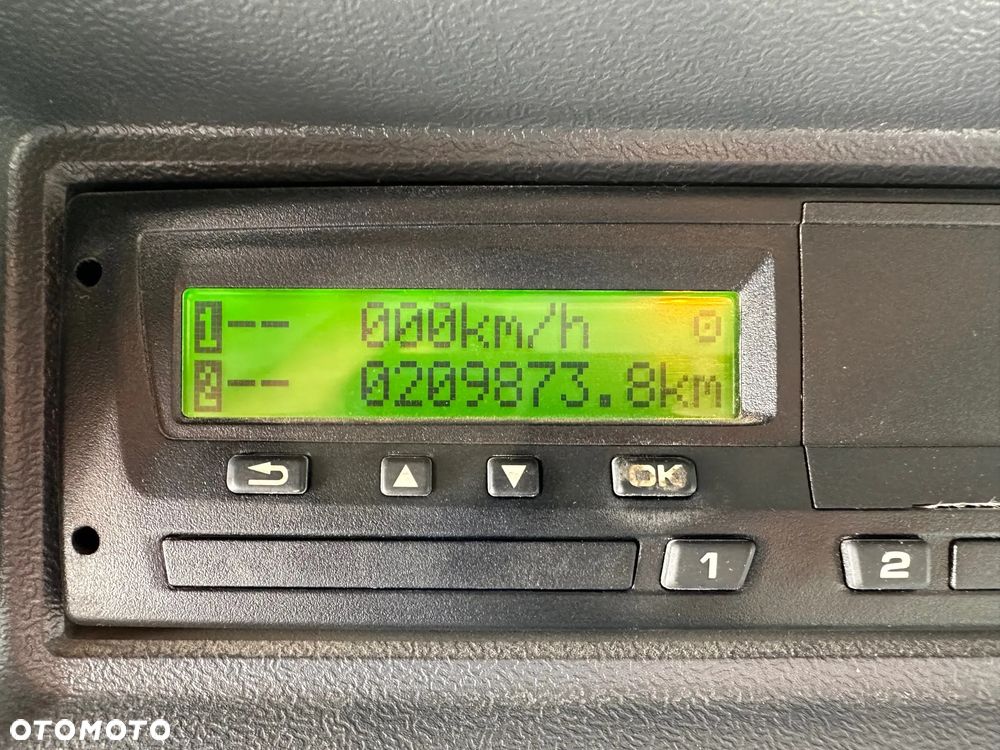 1-- 000km/h 0
2-- 0209873.8km
OK
1 2
OTOMOTO